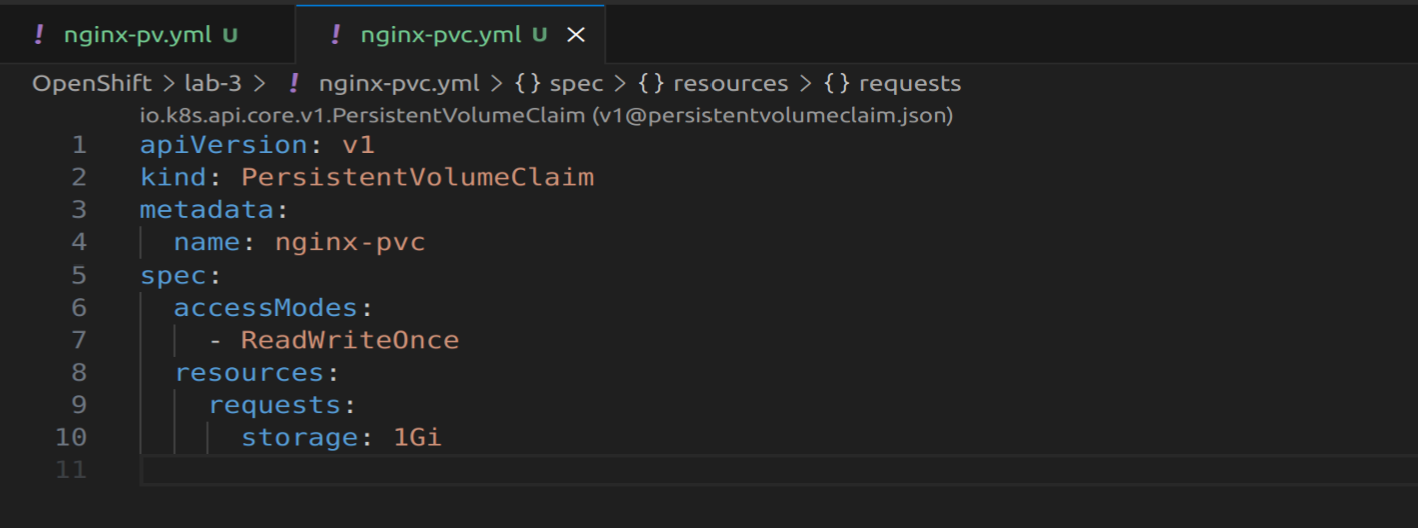 ! nginx-pv.yml U ! nginx-pvc.yml U ×
OpenShift > lab-3 > ! nginx-pvc.yml > {} spec > {} resources > {} requests
io.k8s.api.core.v1.PersistentVolumeClaim (v1@persistentvolumeclaim.json)
1 apiVersion: v1
2 kind: PersistentVolumeClaim
3 metadata:
4   name: nginx-pvc
5 spec:
6   accessModes:
7     - ReadWriteOnce
8   resources:
9     requests:
10       storage: 1Gi
11